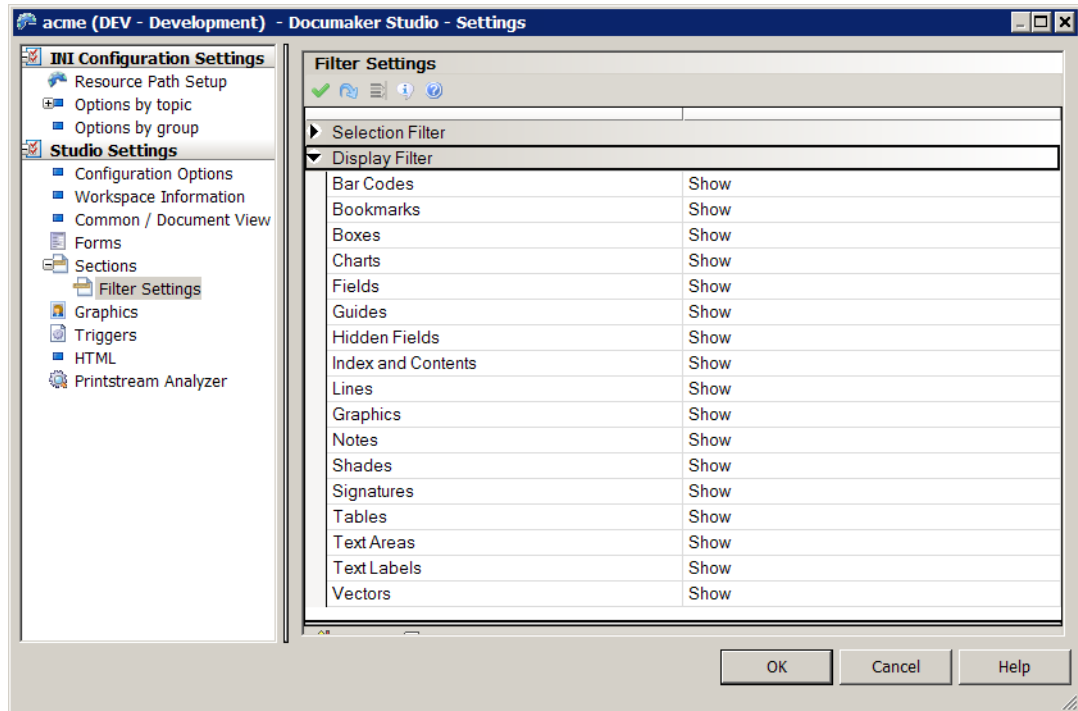 acme (DEV - Development) - Documaker Studio - Settings
INI Configuration Settings
Resource Path Setup
Options by topic
Options by group
Studio Settings
Configuration Options
Workspace Information
Common / Document View
Forms
Sections
Filter Settings
Graphics
Triggers
HTML
Printstream Analyzer
Filter Settings
Selection Filter
Display Filter
Bar Codes Show
Bookmarks Show
Boxes Show
Charts Show
Fields Show
Guides Show
Hidden Fields Show
Index and Contents Show
Lines Show
Graphics Show
Notes Show
Shades Show
Signatures Show
Tables Show
Text Areas Show
Text Labels Show
Vectors Show
OK Cancel Help